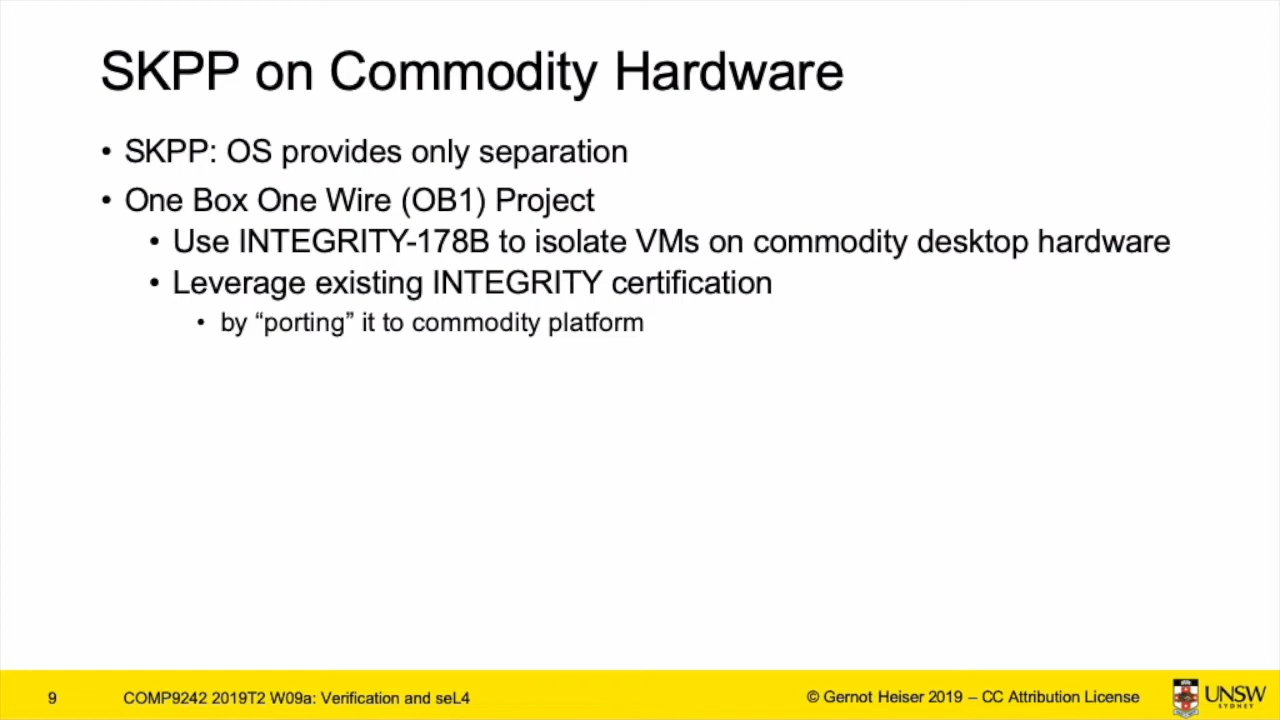 SKPP on Commodity Hardware
• SKPP: OS provides only separation
• One Box One Wire (OB1) Project
• Use INTEGRITY-178B to isolate VMs on commodity desktop hardware
• Leverage existing INTEGRITY certification
• by “porting” it to commodity platform
9 COMP9242 2019T2 W09a: Verification and seL4 © Gernot Heiser 2019 – CC Attribution License UNSW
SYDNEY